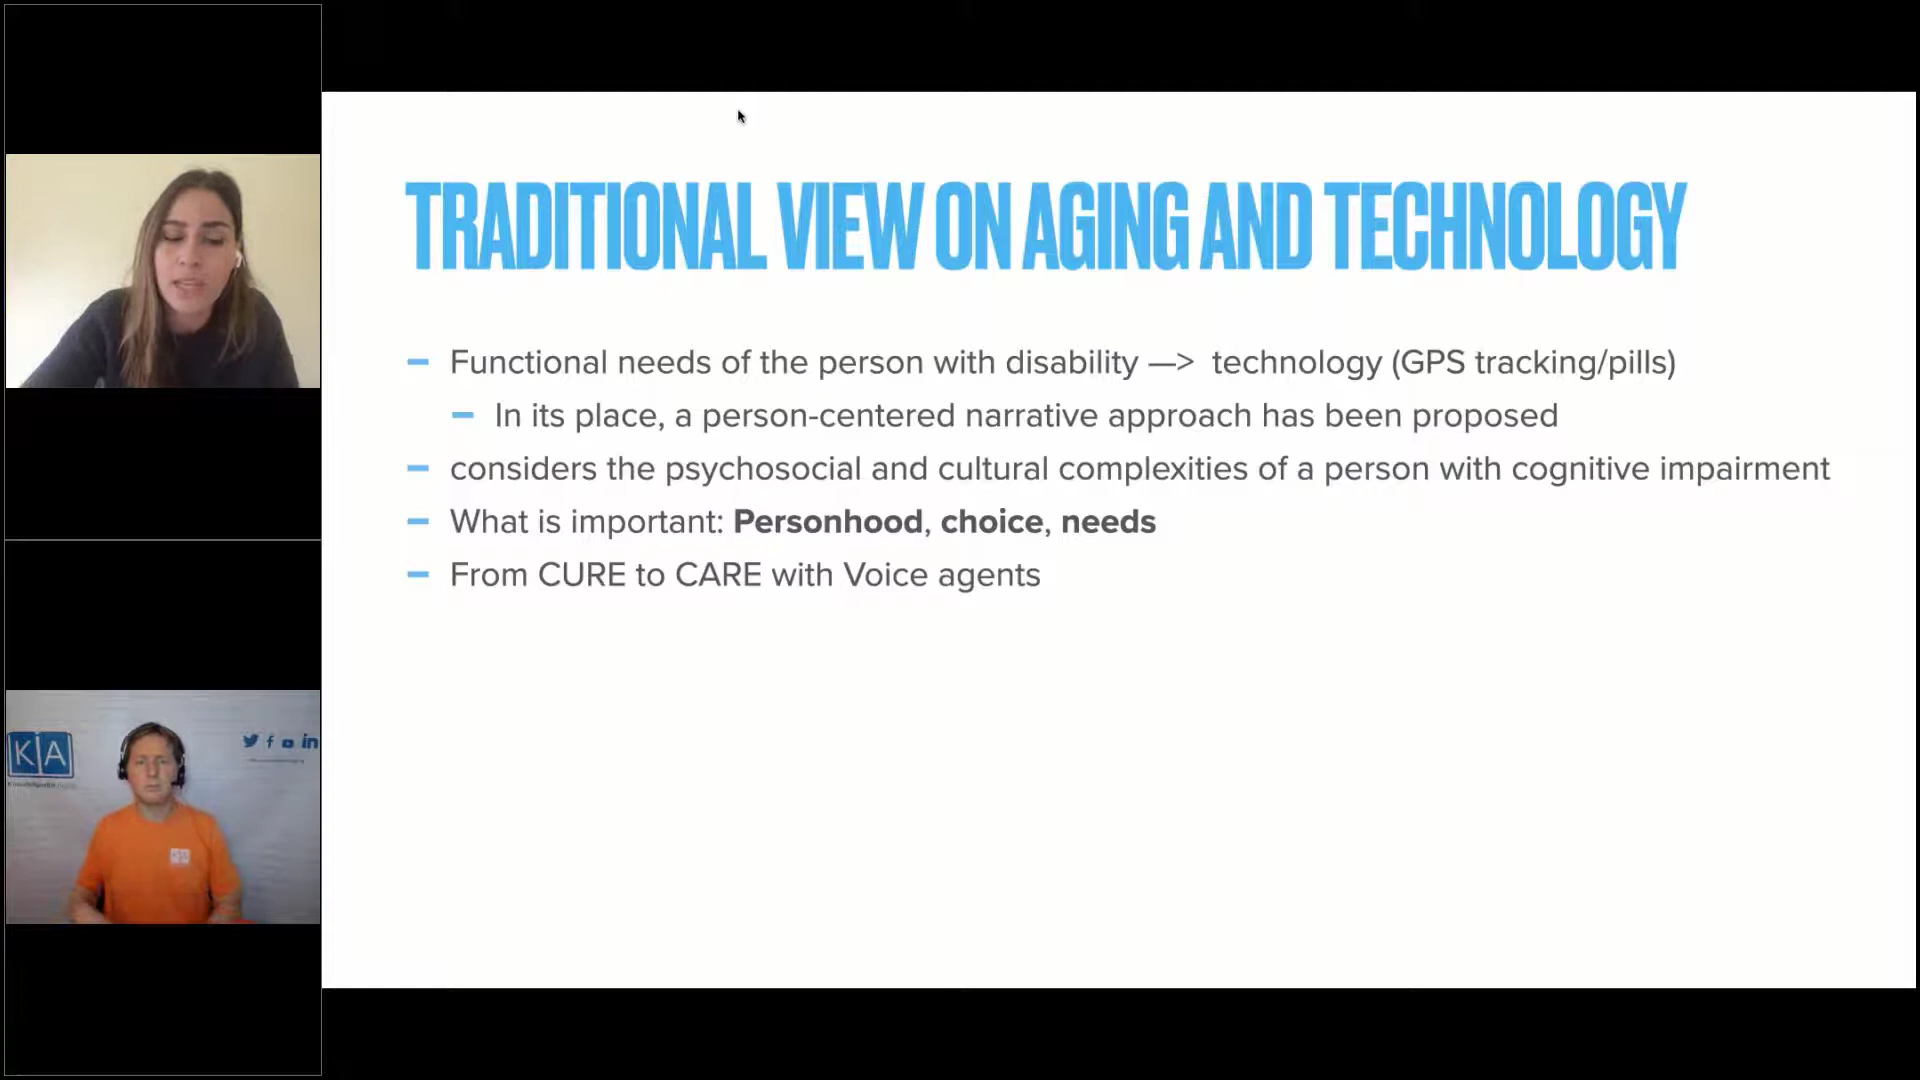 TRADITIONAL VIEW ON AGING AND TECHNOLOGY
Functional needs of the person with disability —> technology (GPS tracking/pills)
In its place, a person-centered narrative approach has been proposed
considers the psychosocial and cultural complexities of a person with cognitive impairment
What is important: Personhood, choice, needs
From CURE to CARE with Voice agents
KIA